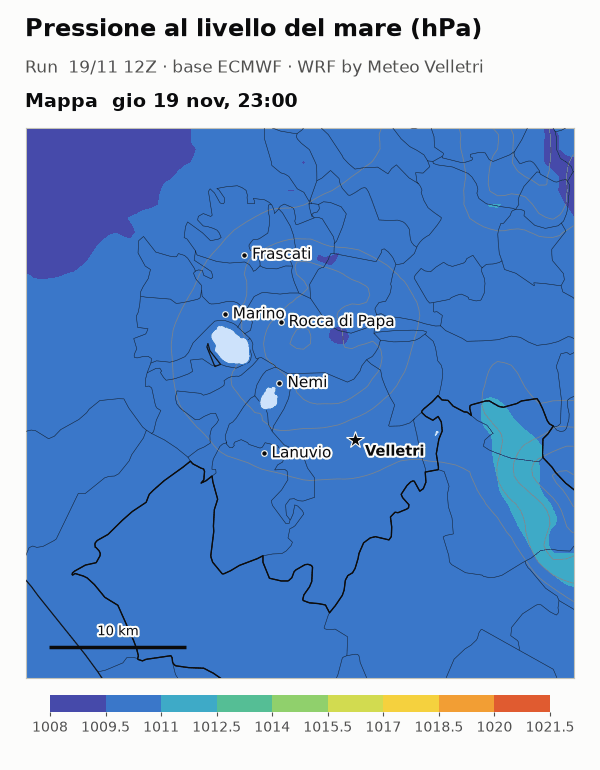 Pressione al livello del mare (hPa)
Run  19/11 12Z · base ECMWF · WRF by Meteo Velletri
Mappa  gio 19 nov, 23:00
Frascati
Marino
Rocca di Papa
Nemi
Velletri
Lanuvio
10 km
1008 1009.5 1011 1012.5 1014 1015.5 1017 1018.5 1020 1021.5